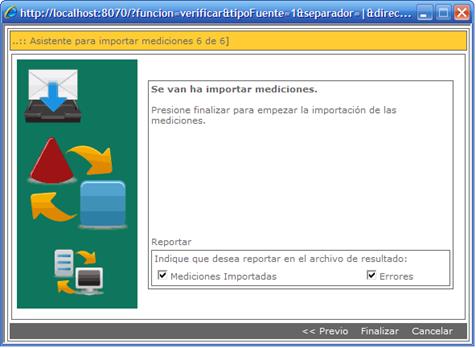 http://localhost:8070/?funcion=verificar&tipoFuente=1&separador=|&direc...
..:: Asistente para importar mediciones 6 de 6]
Se van ha importar mediciones.
Presione finalizar para empezar la importación de las
mediciones.
Reportar
Indique que desea reportar en el archivo de resultado:
Mediciones Importadas Errores
<< Previo Finalizar Cancelar